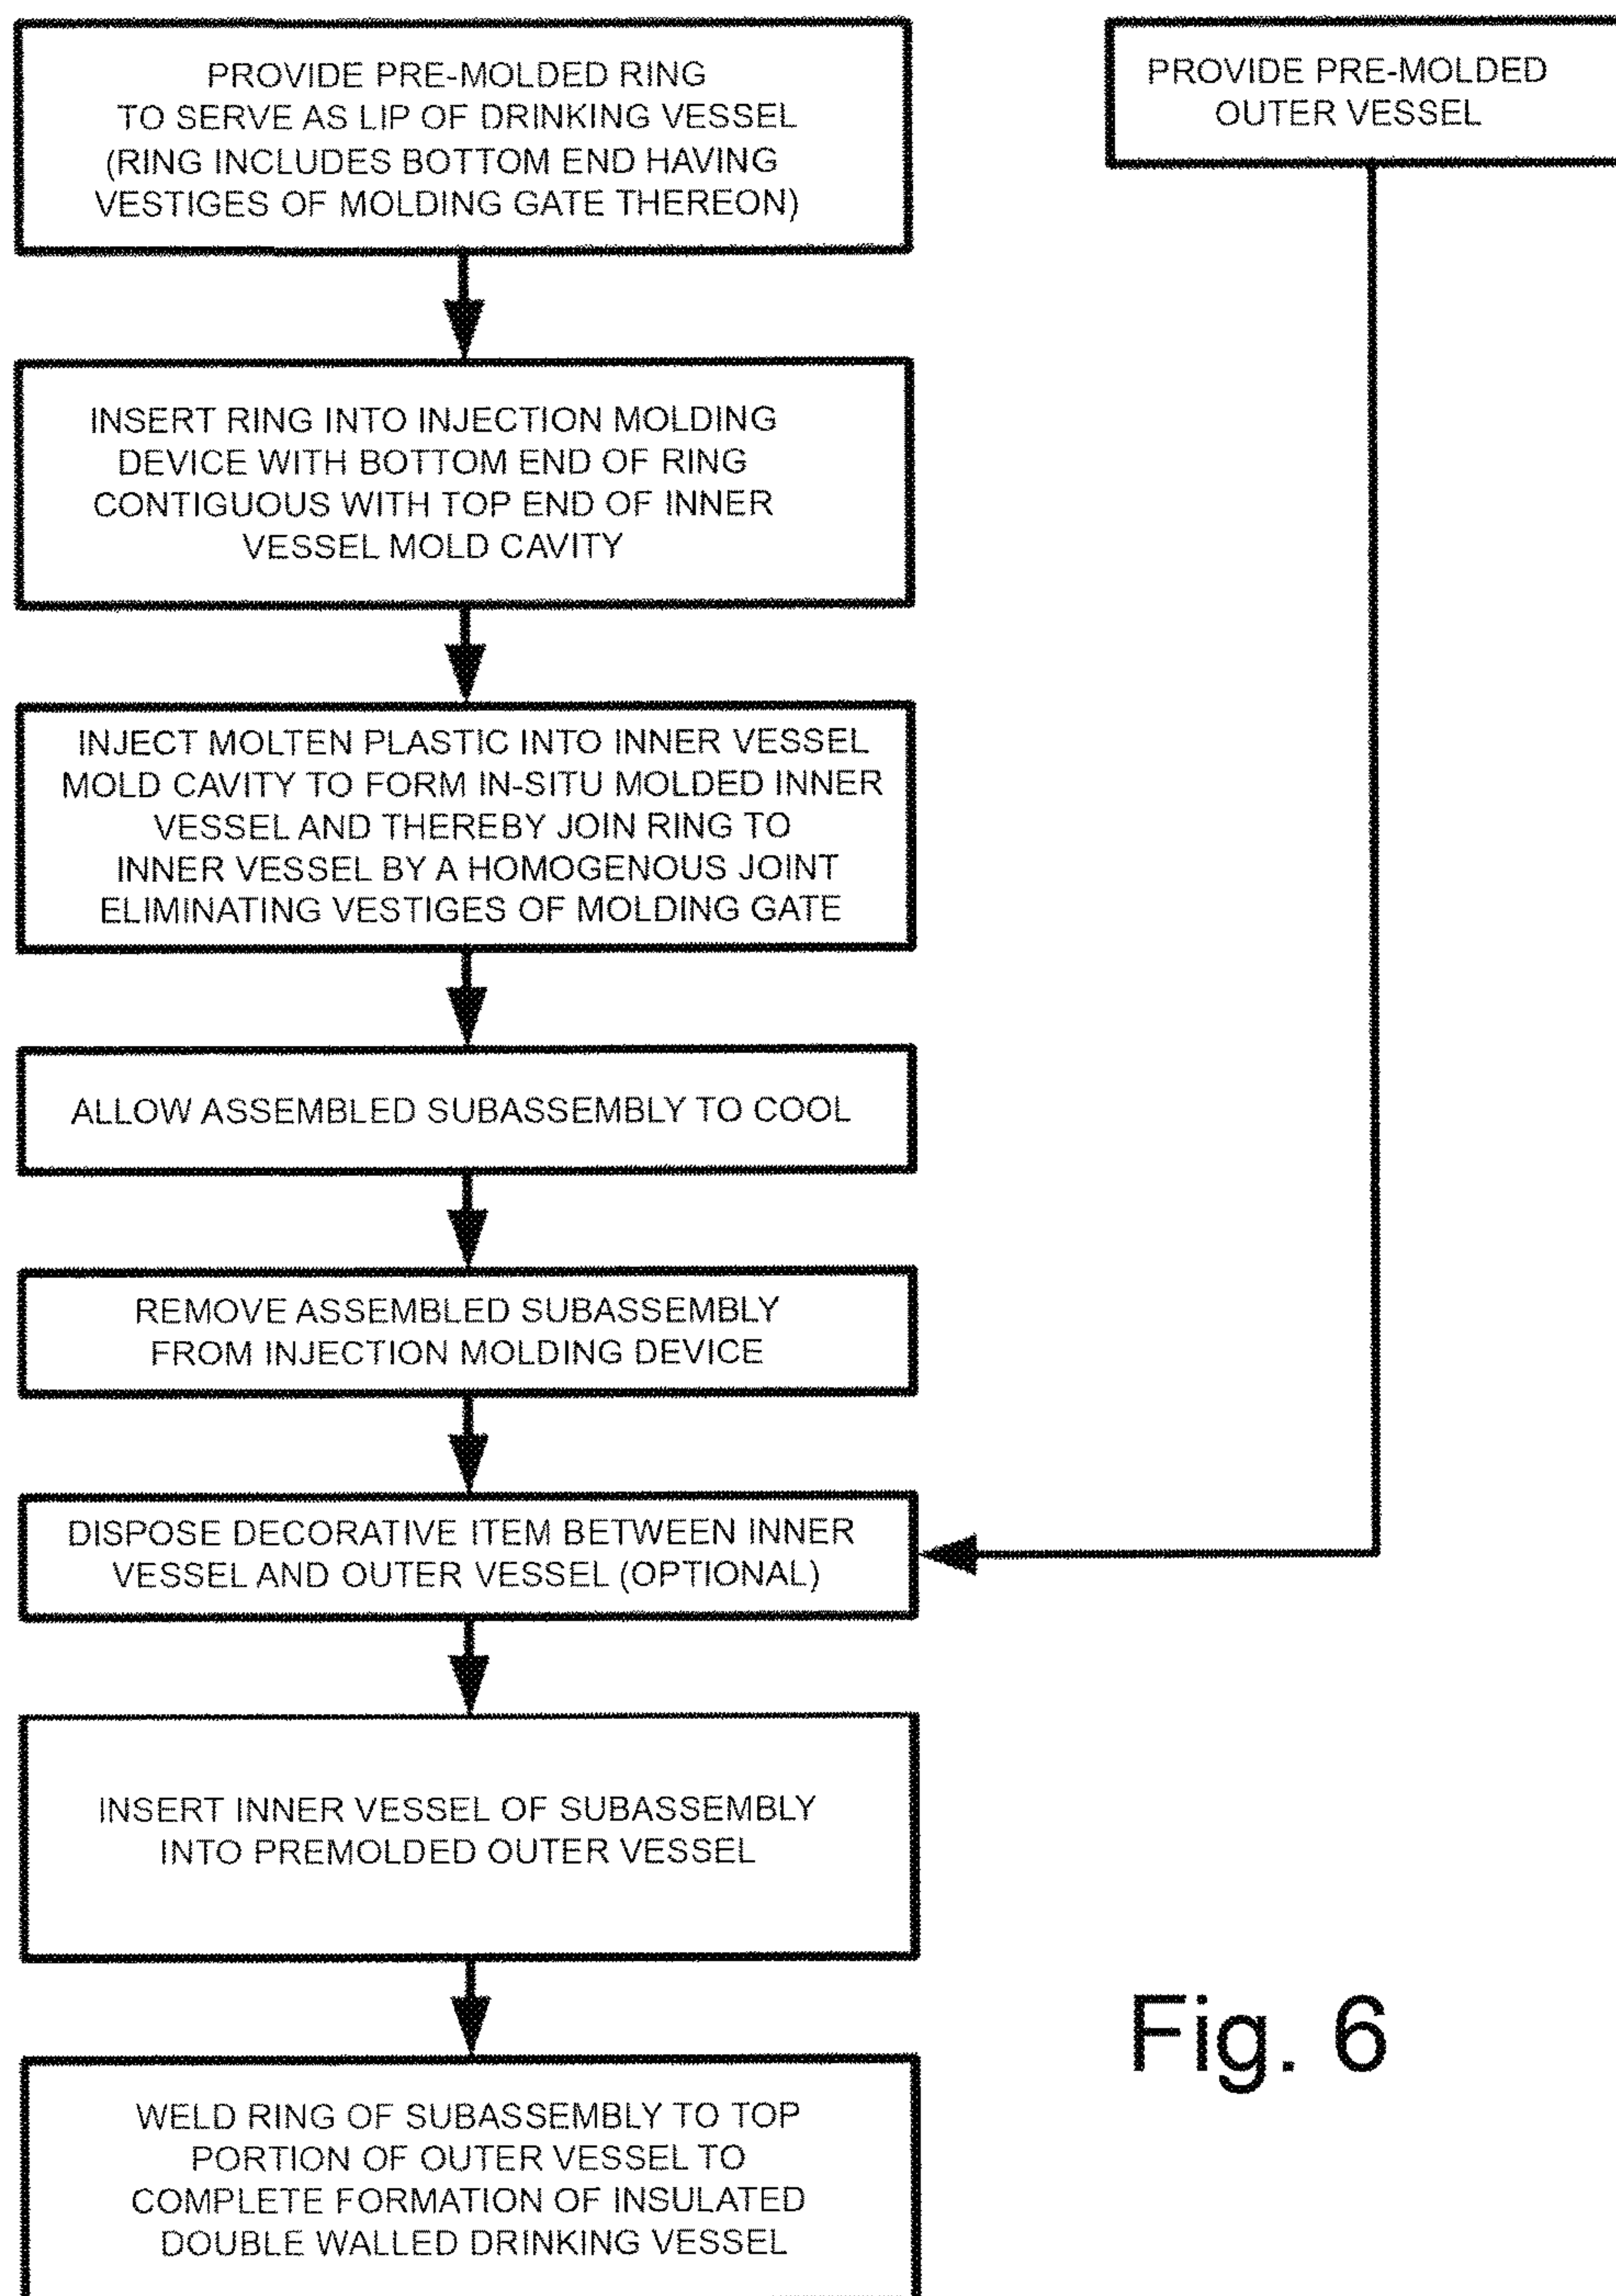 PROVIDE PRE-MOLDED RING
TO SERVE AS LIP OF DRINKING VESSEL
(RING INCLUDES BOTTOM END HAVING
VESTIGES OF MOLDING GATE THEREON)
PROVIDE PRE-MOLDED
OUTER VESSEL
INSERT RING INTO INJECTION MOLDING
DEVICE WITH BOTTOM END OF RING
CONTIGUOUS WITH TOP END OF INNER
VESSEL MOLD CAVITY
INJECT MOLTEN PLASTIC INTO INNER VESSEL
MOLD CAVITY TO FORM IN-SITU MOLDED INNER
VESSEL AND THEREBY JOIN RING TO
INNER VESSEL BY A HOMOGENOUS JOINT
ELIMINATING VESTIGES OF MOLDING GATE
ALLOW ASSEMBLED SUBASSEMBLY TO COOL
REMOVE ASSEMBLED SUBASSEMBLY
FROM INJECTION MOLDING DEVICE
DISPOSE DECORATIVE ITEM BETWEEN INNER
VESSEL AND OUTER VESSEL (OPTIONAL)
INSERT INNER VESSEL OF SUBASSEMBLY
INTO PREMOLDED OUTER VESSEL
WELD RING OF SUBASSEMBLY TO TOP
PORTION OF OUTER VESSEL TO
COMPLETE FORMATION OF INSULATED
DOUBLE WALLED DRINKING VESSEL
Fig. 6